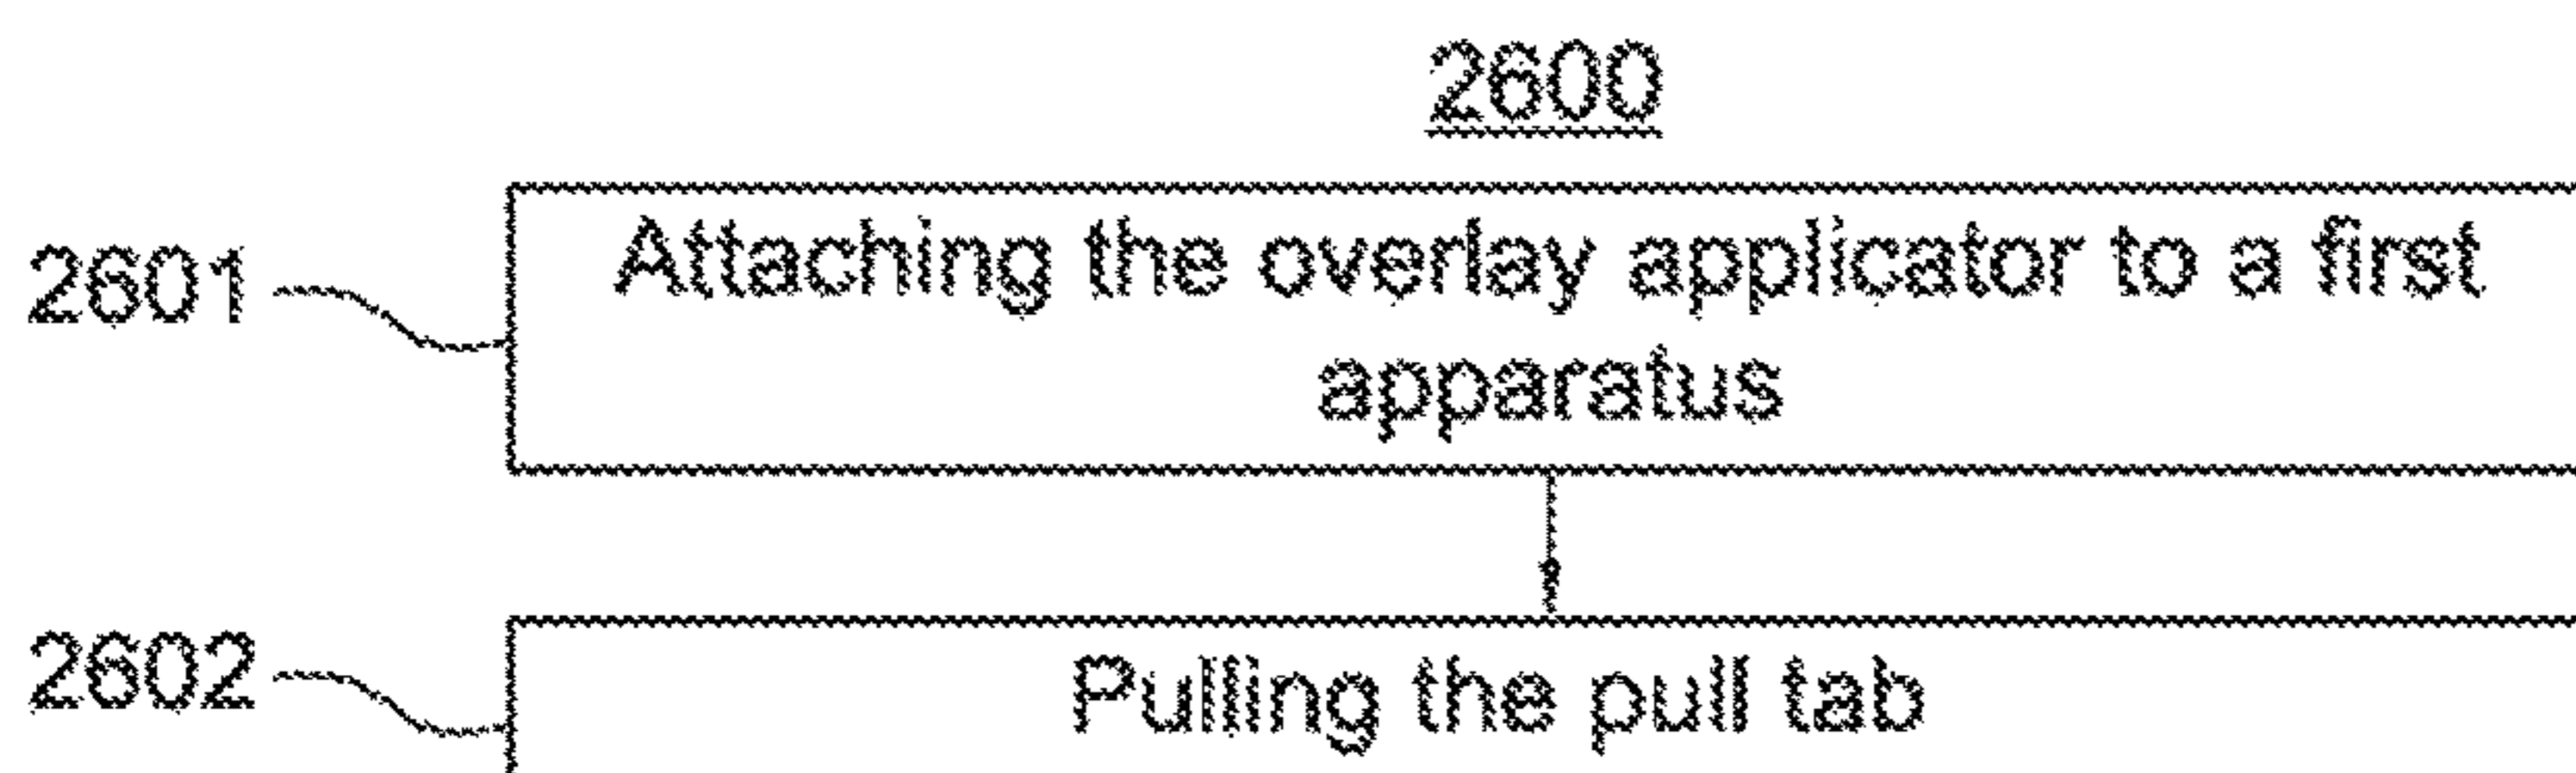 2600
2601
Attaching the overlay applicator to a first
apparatus
2602
Pulling the pull tab